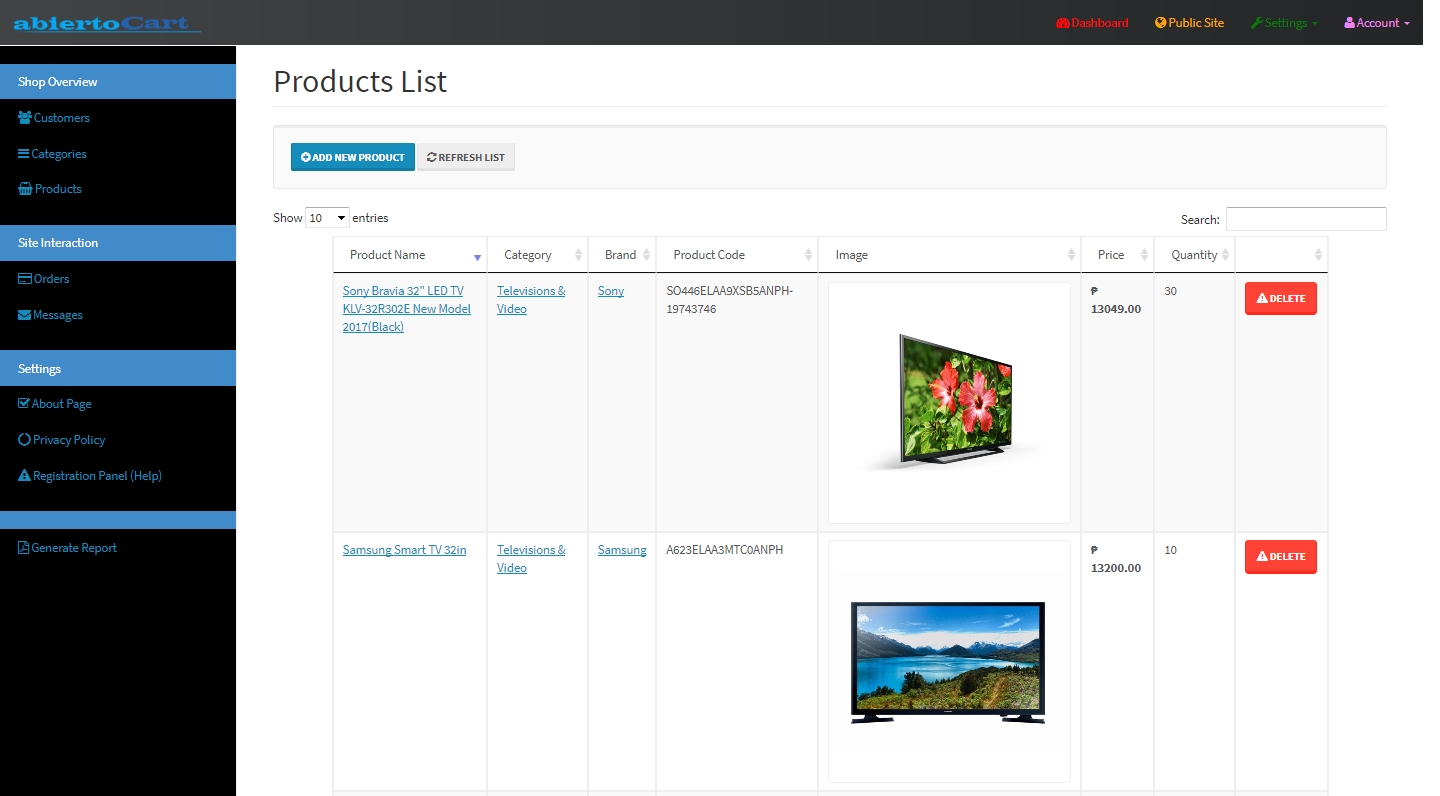 abiertoCart
Dashboard
Public Site
Settings
Account
Shop Overview
Customers
Categories
Products
Site Interaction
Orders
Messages
Settings
About Page
Privacy Policy
Registration Panel (Help)
Generate Report
Products List
ADD NEW PRODUCT
REFRESH LIST
Show 10 entries
Search:
Product Name
Category
Brand
Product Code
Image
Price
Quantity
Sony Bravia 32" LED TV
KLV-32R302E New Model
2017(Black)
Televisions &
Video
Sony
SO446ELAA9XSB5ANPH-
19743746
₱
13049.00
30
DELETE
Samsung Smart TV 32in
Televisions &
Video
Samsung
A623ELAA3MTC0ANPH
₱
13200.00
10
DELETE